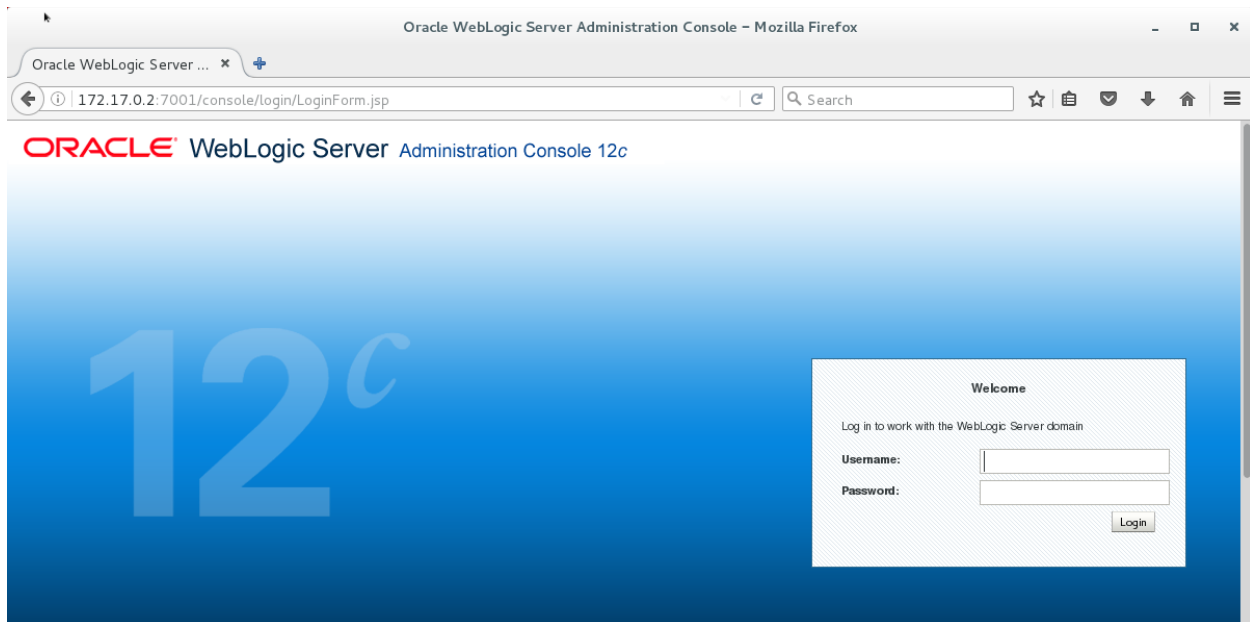 Oracle WebLogic Server Administration Console – Mozilla Firefox
Oracle WebLogic Server ...
172.17.0.2:7001/console/login/LoginForm.jsp
Search
ORACLE WebLogic Server Administration Console 12c
12c
Welcome
Log in to work with the WebLogic Server domain
Username:
Password:
Login